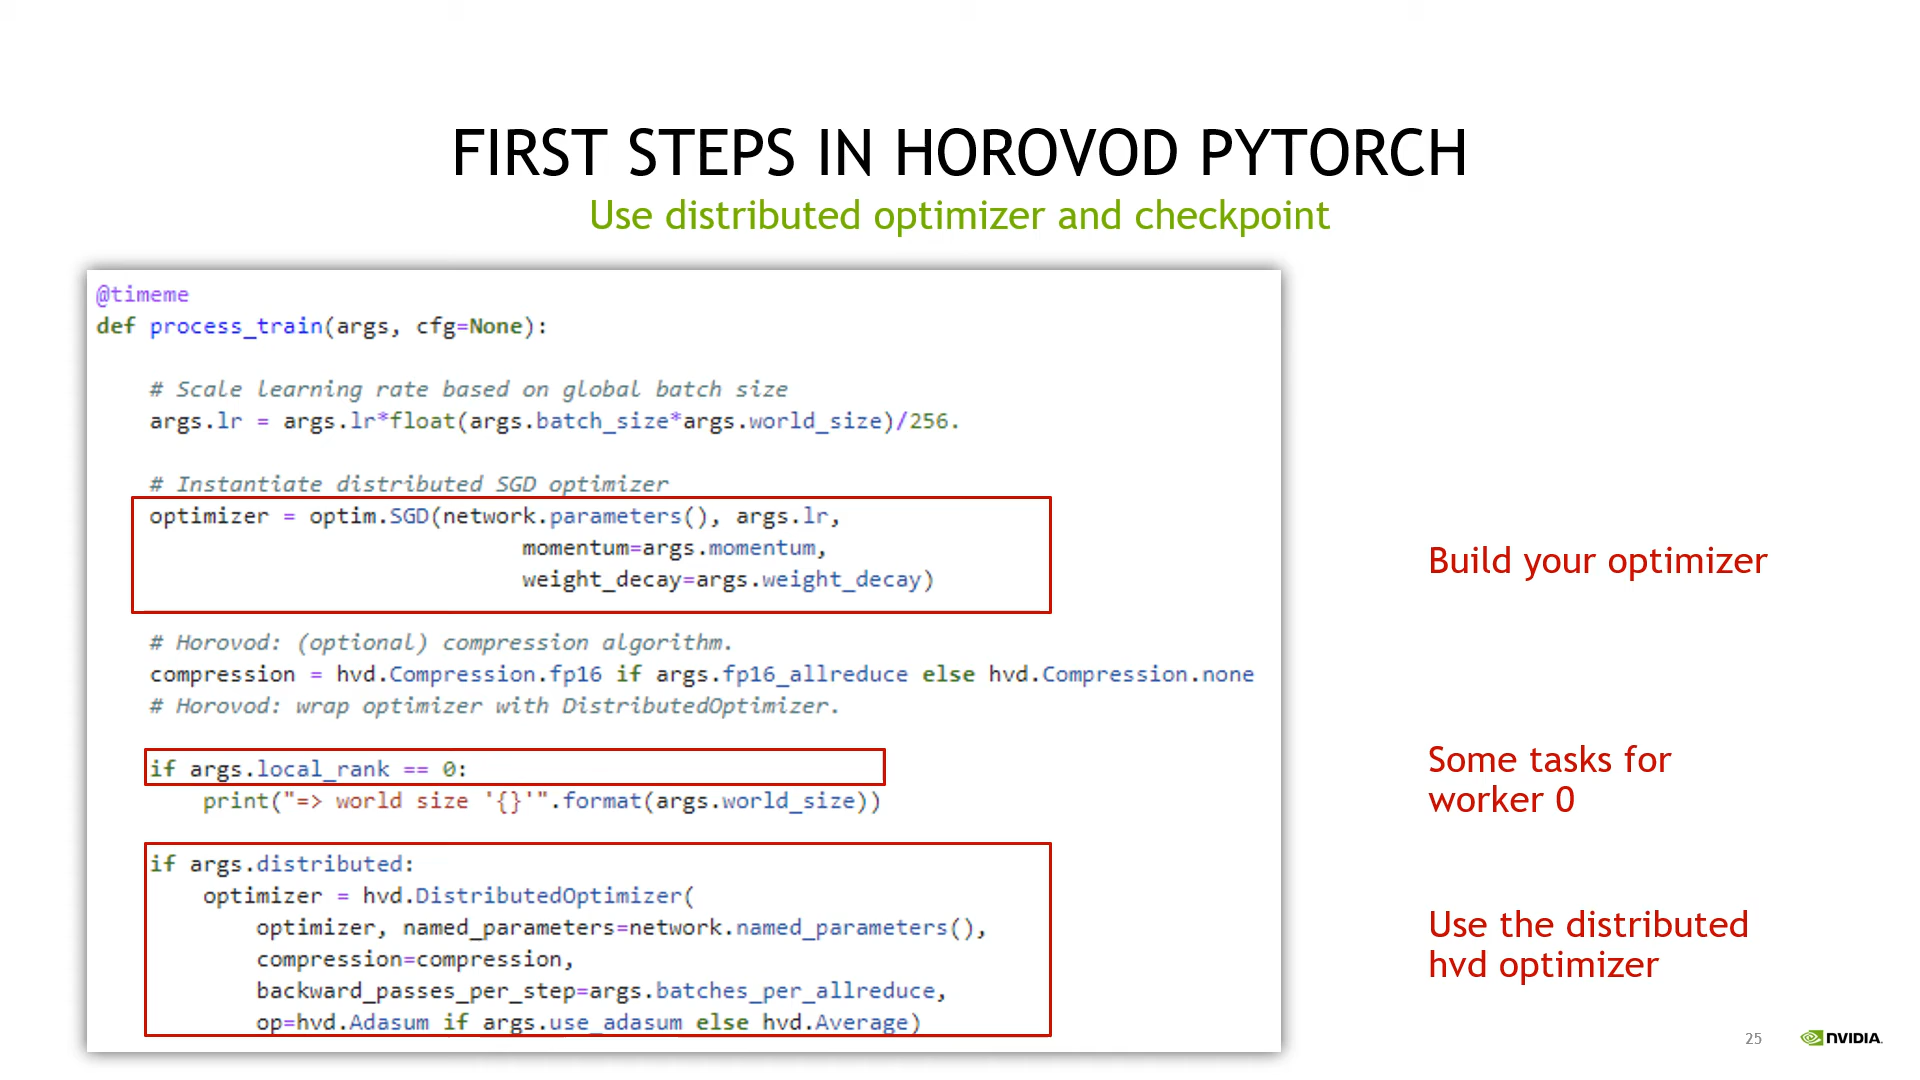 FIRST STEPS IN HOROVOD PYTORCH
Use distributed optimizer and checkpoint
@timeme
def process_train(args, cfg=None):
    # Scale learning rate based on global batch size
    args.lr = args.lr*float(args.batch_size*args.world_size)/256.
    # Instantiate distributed SGD optimizer
    optimizer = optim.SGD(network.parameters(), args.lr,
                            momentum=args.momentum,
                            weight_decay=args.weight_decay)
    # Horovod: (optional) compression algorithm.
    compression = hvd.Compression.fp16 if args.fp16_allreduce else hvd.Compression.none
    # Horovod: wrap optimizer with DistributedOptimizer.
    if args.local_rank == 0:
        print("=> world size '{}'".format(args.world_size))
    if args.distributed:
        optimizer = hvd.DistributedOptimizer(
            optimizer, named_parameters=network.named_parameters(),
            compression=compression,
            backward_passes_per_step=args.batches_per_allreduce,
            op=hvd.Adasum if args.use_adasum else hvd.Average)
Build your optimizer
Some tasks for
worker 0
Use the distributed
hvd optimizer
25
NVIDIA.